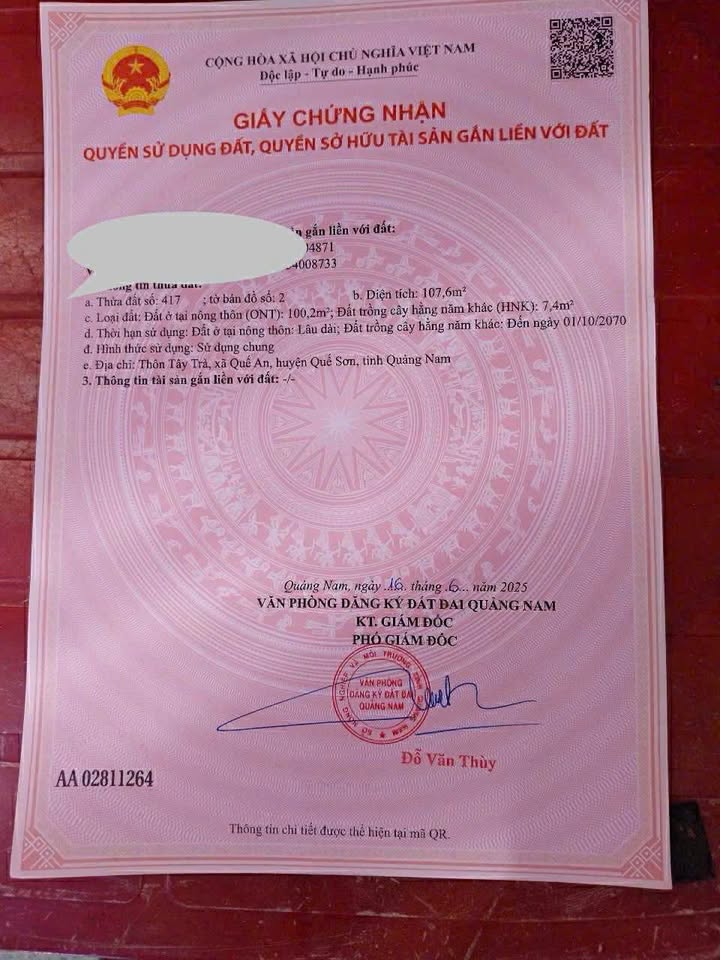 CỘNG HÒA XÃ HỘI CHỦ NGHĨA VIỆT NAM
Độc lập - Tự do - Hạnh phúc
GIẤY CHỨNG NHẬN
QUYỀN SỬ DỤNG ĐẤT, QUYỀN SỞ HỮU TÀI SẢN GẮN LIỀN VỚI ĐẤT
gắn liền với đất:
04871
4008733
thông tin thửa đất:
a. Thửa đất số: 417 ; tờ bản đồ số: 2 b. Diện tích: 107,6m²
c. Loại đất: Đất ở tại nông thôn (ONT): 100,2m²; Đất trồng cây hằng năm khác (HNK): 7,4m²
d. Thời hạn sử dụng: Đất ở tại nông thôn: Lâu dài; Đất trồng cây hằng năm khác: Đến ngày 01/10/2070
đ. Hình thức sử dụng: Sử dụng chung
e. Địa chỉ: Thôn Tây Trà, xã Quế An, huyện Quế Sơn, tỉnh Quảng Nam
3. Thông tin tài sản gắn liền với đất: -/-
Quảng Nam, ngày .16. tháng .6... năm 2025
VĂN PHÒNG ĐĂNG KÝ ĐẤT ĐAI QUẢNG NAM
KT. GIÁM ĐỐC
PHÓ GIÁM ĐỐC
VĂN PHÒNG
ĐĂNG KÝ ĐẤT ĐAI
QUẢNG NAM
Đỗ Văn Thùy
AA 02811264
Thông tin chi tiết được thể hiện tại mã QR.